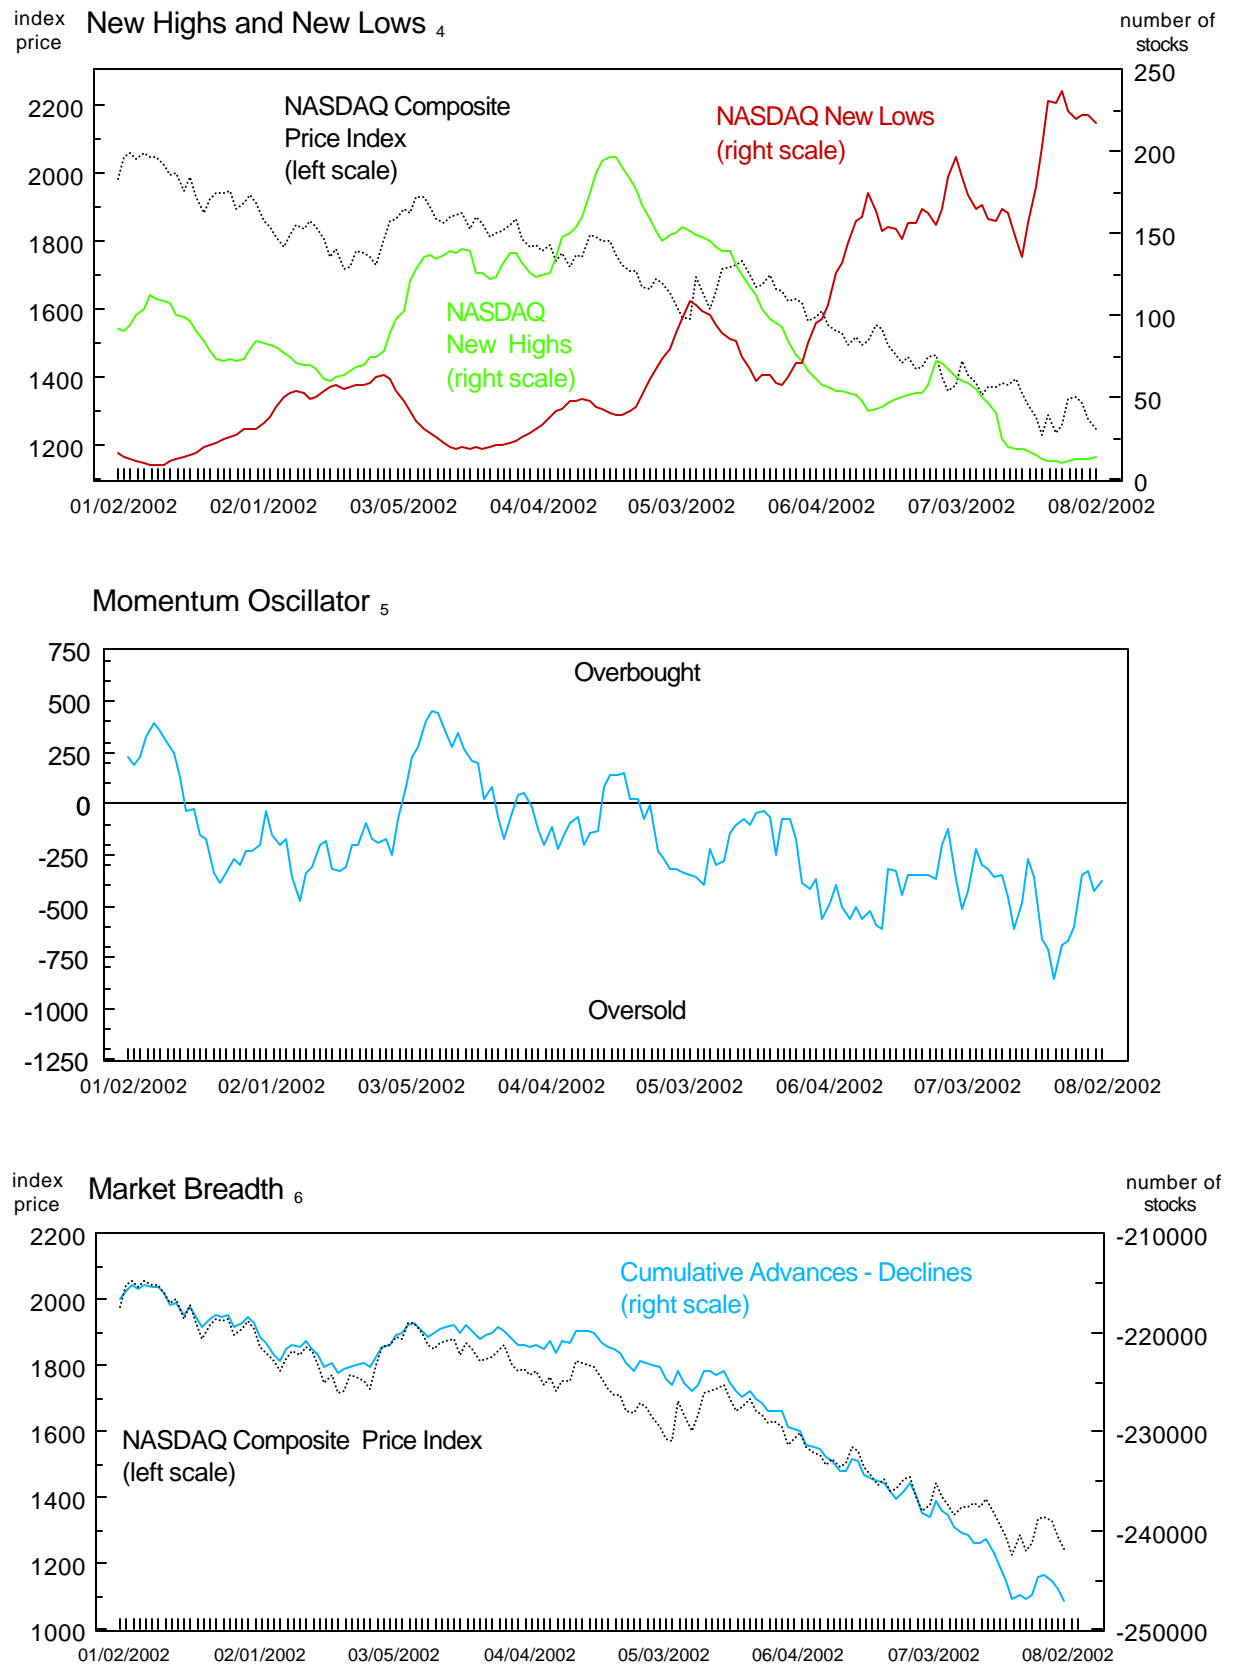 index
price
New Highs and New Lows 4
number of
stocks
2200
2000
1800
1600
1400
1200
250
200
150
100
50
0
NASDAQ Composite
Price Index
(left scale)
NASDAQ New Lows
(right scale)
NASDAQ
New Highs
(right scale)
01/02/2002 02/01/2002 03/05/2002 04/04/2002 05/03/2002 06/04/2002 07/03/2002 08/02/2002
Momentum Oscillator 5
750
500
250
0
-250
-500
-750
-1000
-1250
Overbought
Oversold
01/02/2002 02/01/2002 03/05/2002 04/04/2002 05/03/2002 06/04/2002 07/03/2002 08/02/2002
index
price
Market Breadth 6
number of
stocks
2200
2000
1800
1600
1400
1200
1000
-210000
-220000
-230000
-240000
-250000
Cumulative Advances - Declines
(right scale)
NASDAQ Composite Price Index
(left scale)
01/02/2002 02/01/2002 03/05/2002 04/04/2002 05/03/2002 06/04/2002 07/03/2002 08/02/2002